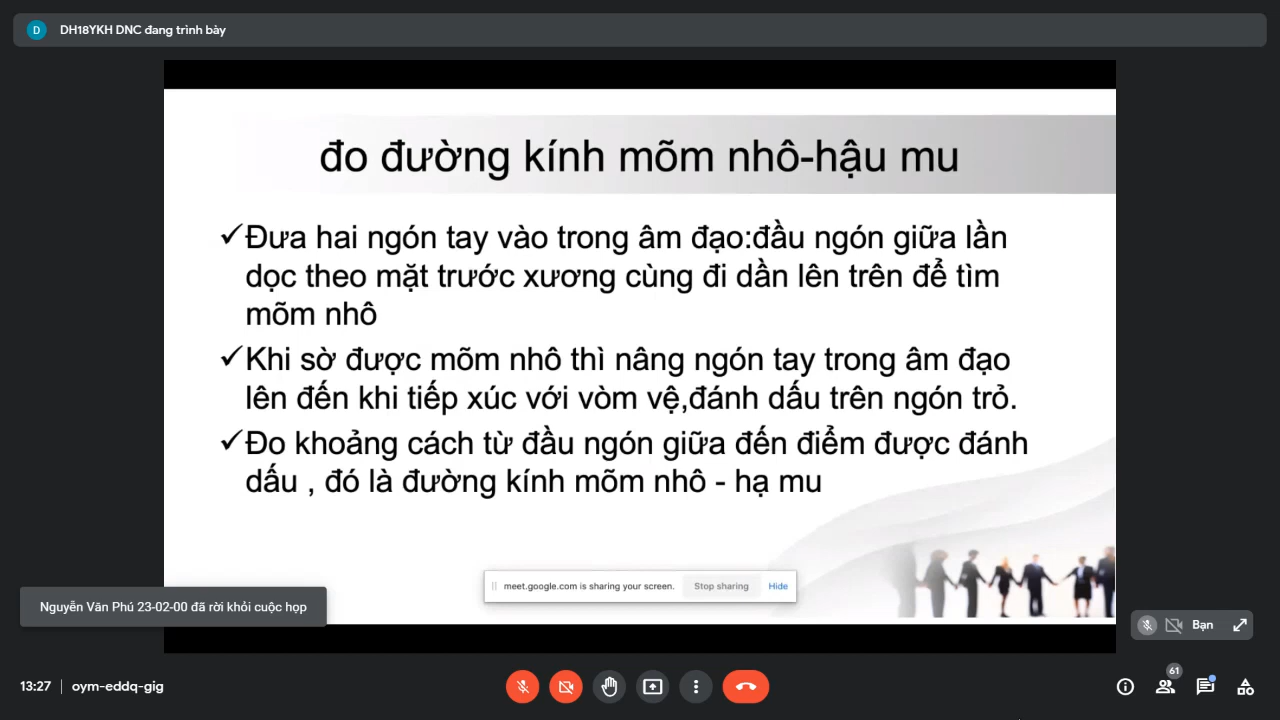 D DH18YKH DNC đang trình bày
đo đường kính mõm nhô-hậu mu
✓Đưa hai ngón tay vào trong âm đạo:đầu ngón giữa lần
dọc theo mặt trước xương cùng đi dần lên trên để tìm
mõm nhô
✓Khi sờ được mõm nhô thì nâng ngón tay trong âm đạo
lên đến khi tiếp xúc với vòm vệ,đánh dấu trên ngón trỏ.
✓Đo khoảng cách từ đầu ngón giữa đến điểm được đánh
dấu , đó là đường kính mõm nhô - hạ mu
meet.google.com is sharing your screen. Stop sharing Hide
Nguyễn Văn Phú 23-02-00 đã rời khỏi cuộc họp
Bạn
13:27 | oym-eddq-gig
61